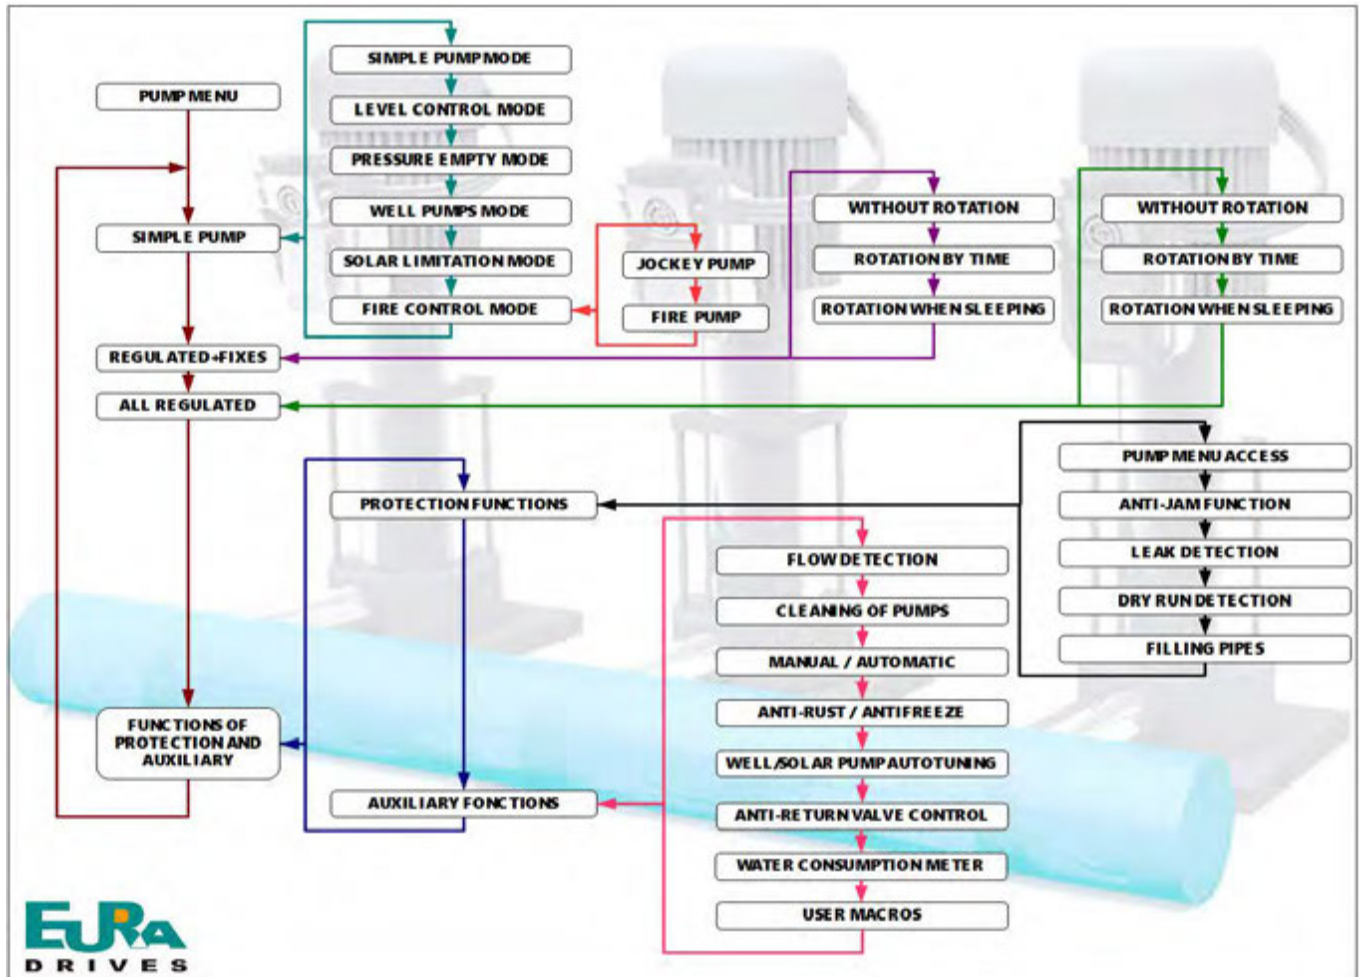 PUMP MENU
SIMPLE PUMP
REGULATED+FIXES
ALL REGULATED
FUNCTIONS OF
PROTECTION AND
AUXILIARY
SIMPLE PUMP MODE
LEVEL CONTROL MODE
PRESSURE EMPTY MODE
WELL PUMPS MODE
SOLAR LIMITATION MODE
FIRE CONTROL MODE
JOCKEY PUMP
FIRE PUMP
WITHOUT ROTATION
ROTATION BY TIME
ROTATION WHEN SLEEPING
WITHOUT ROTATION
ROTATION BY TIME
ROTATION WHEN SLEEPING
PROTECTION FUNCTIONS
AUXILIARY FONCTIONS
FLOW DETECTION
CLEANING OF PUMPS
MANUAL / AUTOMATIC
ANTI-RUST / ANTIFREEZE
WELL/SOLAR PUMP AUTOTUNING
ANTI-RETURN VALVE CONTROL
WATER CONSUMPTION METER
USER MACROS
PUMP MENU ACCESS
ANTI-JAM FUNCTION
LEAK DETECTION
DRY RUN DETECTION
FILLING PIPES
EURA
DRIVES